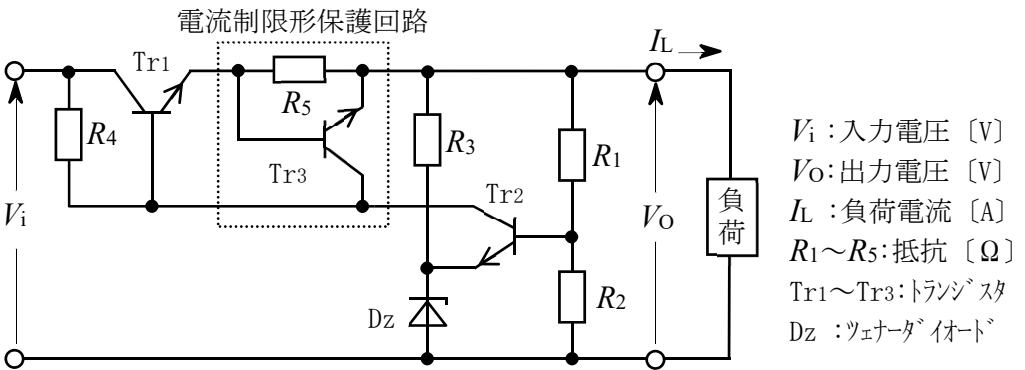 電流制限形保護回路
IL
Tr1
R5
R4
R3
R1
Tr3
Tr2
Vi
VO
負荷
R2
Dz
Vi:入力電圧〔V〕
VO:出力電圧〔V〕
IL:負荷電流〔A〕
R1~R5:抵抗〔Ω〕
Tr1~Tr3:トランジスタ
Dz:ツェナーダイオード